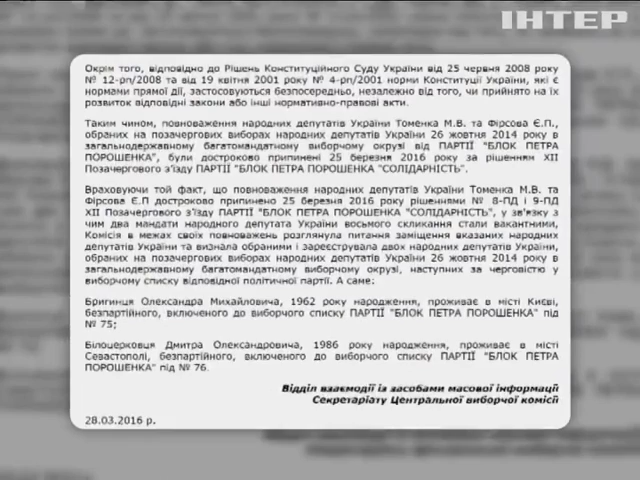 ІНТЕР
Окрім того, відповідно до Рішень Конституційного Суду України від 25 червня 2008 року
№ 12-рп/2008 та від 19 квітня 2001 року № 4-рп/2001 норми Конституції України, які є
нормами прямої дії, застосовуються безпосередньо, незалежно від того, чи прийнято на їх
розвиток відповідні закони або інші нормативно-правові акти.
Таким чином, повноваження народних депутатів України Томенка М.В. та Фірсова Є.П.,
обраних на позачергових виборах народних депутатів України 26 жовтня 2014 року в
загальнодержавному багатомандатному виборчому окрузі від ПАРТІЇ "БЛОК ПЕТРА
ПОРОШЕНКА", були достроково припинені 25 березня 2016 року за рішенням XII
Позачергового з'їзду ПАРТІЇ "БЛОК ПЕТРА ПОРОШЕНКА "СОЛІДАРНІСТЬ".
Враховуючи той факт, що повноваження народних депутатів України Томенка М.В. та
Фірсова Є.П достроково припинено 25 березня 2016 року рішеннями № 8-ПД і 9-ПД
XII Позачергового з'їзду ПАРТІЇ "БЛОК ПЕТРА ПОРОШЕНКА "СОЛІДАРНІСТЬ", у зв'язку з
чим два мандати народного депутата України восьмого скликання стали вакантними,
Комісія в межах своїх повноважень розглянула питання заміщення вказаних народних
депутатів України та визнала обраними і зареєструвала двох народних депутатів України,
обраних на позачергових виборах народних депутатів України 26 жовтня 2014 року в
загальнодержавному багатомандатному виборчому окрузі, наступних за черговістю у
виборчому списку відповідної політичної партії. А саме:
Бригинця Олександра Михайловича, 1962 року народження, проживає в місті Києві,
безпартійного, включеного до виборчого списку ПАРТІЇ "БЛОК ПЕТРА ПОРОШЕНКА" під
№ 75;
Білоцерковця Дмитра Олександровича, 1986 року народження, проживає в місті
Севастополі, безпартійного, включеного до виборчого списку ПАРТІЇ "БЛОК ПЕТРА
ПОРОШЕНКА" під № 76.
Відділ взаємодії із засобами масової інформації
Секретаріату Центральної виборчої комісії
28.03.2016 р.